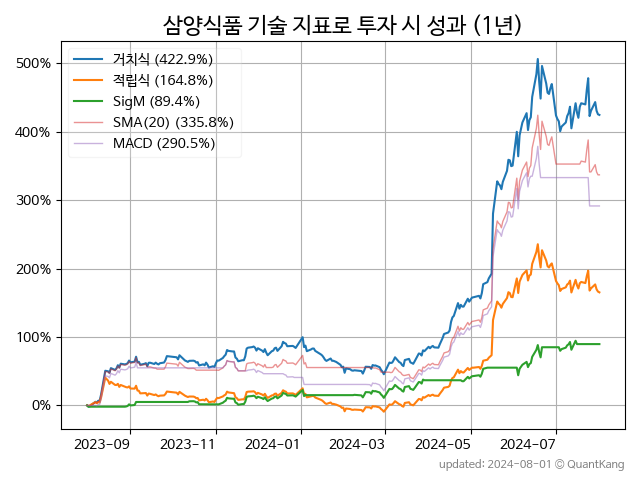 삼양식품 기술 지표로 투자 시 성과 (1년)
거치식 (422.9%)
적립식 (164.8%)
SigM (89.4%)
SMA(20) (335.8%)
MACD (290.5%)
500%
400%
300%
200%
100%
0%
2023-09 2023-11 2024-01 2024-03 2024-05 2024-07
updated: 2024-08-01 © QuantKang